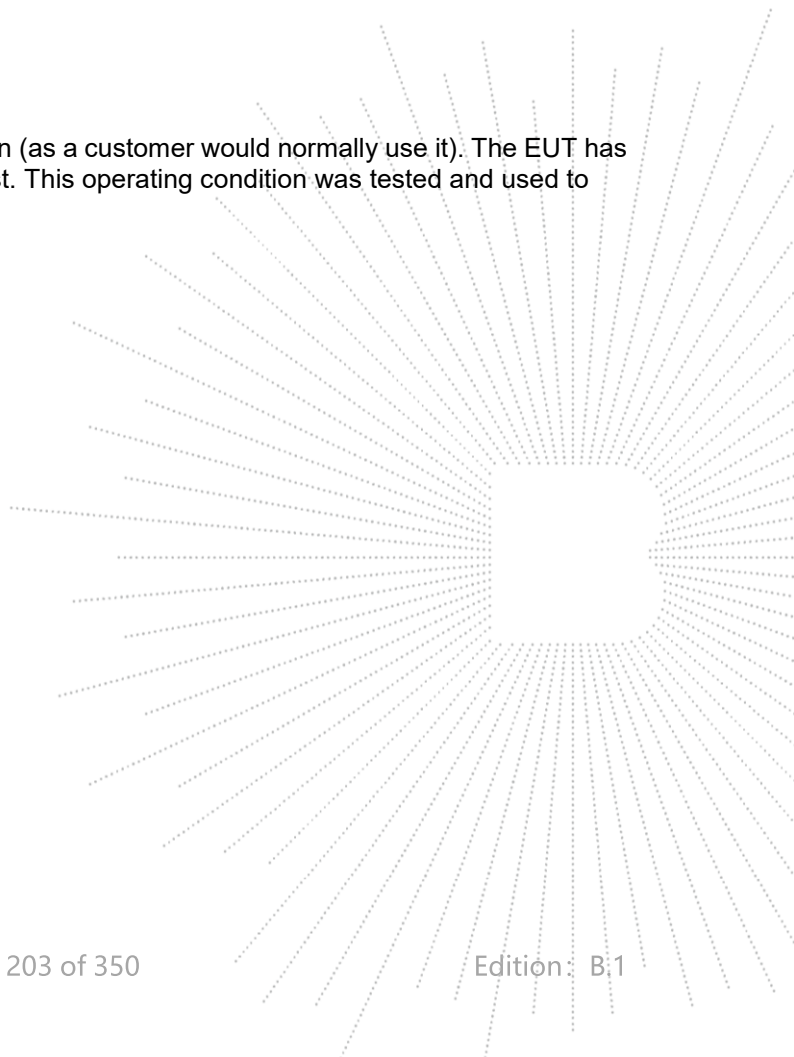 n (as a customer would normally use it). The EUT has
t. This operating condition was tested and used to
203 of 350 Edition：B.1